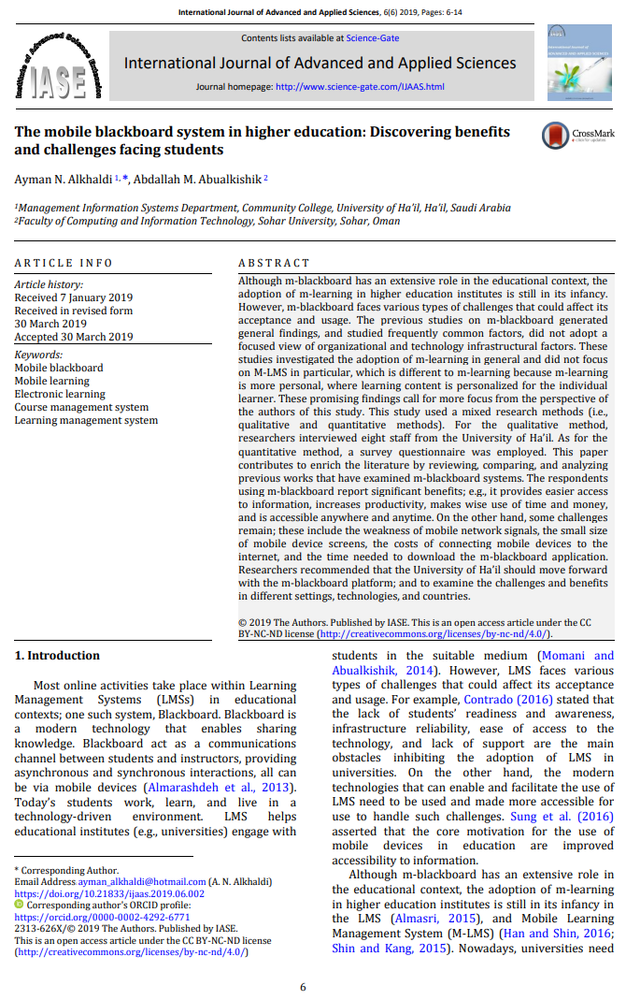 International Journal of Advanced and Applied Sciences, 6(6) 2019, Pages: 6-14
Contents lists available at Science-Gate
International Journal of Advanced and Applied Sciences
Journal homepage: http://www.science-gate.com/IJAAS.html
IASE
The mobile blackboard system in higher education: Discovering benefits
and challenges facing students
CrossMark
Ayman N. Alkhaldi 1, *, Abdallah M. Abualkishik 2
1Management Information Systems Department, Community College, University of Ha'il, Ha'il, Saudi Arabia
2Faculty of Computing and Information Technology, Sohar University, Sohar, Oman
ARTICLE INFO
Article history:
Received 7 January 2019
Received in revised form
30 March 2019
Accepted 30 March 2019
Keywords:
Mobile blackboard
Mobile learning
Electronic learning
Course management system
Learning management system
ABSTRACT
Although m-blackboard has an extensive role in the educational context, the
adoption of m-learning in higher education institutes is still in its infancy.
However, m-blackboard faces various types of challenges that could affect its
acceptance and usage. The previous studies on m-blackboard generated
general findings, and studied frequently common factors, did not adopt a
focused view of organizational and technology infrastructural factors. These
studies investigated the adoption of m-learning in general and did not focus
on M-LMS in particular, which is different to m-learning because m-learning
is more personal, where learning content is personalized for the individual
learner. These promising findings call for more focus from the perspective of
the authors of this study. This study used a mixed research methods (i.e.,
qualitative and quantitative methods). For the qualitative method,
researchers interviewed eight staff from the University of Ha'il. As for the
quantitative method, a survey questionnaire was employed. This paper
contributes to enrich the literature by reviewing, comparing, and analyzing
previous works that have examined m-blackboard systems. The respondents
using m-blackboard report significant benefits; e.g., it provides easier access
to information, increases productivity, makes wise use of time and money,
and is accessible anywhere and anytime. On the other hand, some challenges
remain; these include the weakness of mobile network signals, the small size
of mobile device screens, the costs of connecting mobile devices to the
internet, and the time needed to download the m-blackboard application.
Researchers recommended that the University of Ha'il should move forward
with the m-blackboard platform; and to examine the challenges and benefits
in different settings, technologies, and countries.
© 2019 The Authors. Published by IASE. This is an open access article under the CC
BY-NC-ND license (http://creativecommons.org/licenses/by-nc-nd/4.0/).
1. Introduction
Most online activities take place within Learning
Management Systems (LMSs) in educational
contexts; one such system, Blackboard. Blackboard is
a modern technology that enables sharing
knowledge. Blackboard act as a communications
channel between students and instructors, providing
asynchronous and synchronous interactions, all can
be via mobile devices (Almarashdeh et al., 2013).
Today's students work, learn, and live in a
technology-driven environment. LMS helps
educational institutes (e.g., universities) engage with
* Corresponding Author.
Email Address: ayman_alkhaldi@hotmail.com (A. N. Alkhaldi)
https://doi.org/10.21833/ijaas.2019.06.002
Corresponding author's ORCID profile:
https://orcid.org/0000-0002-4292-6771
2313-626X/© 2019 The Authors. Published by IASE.
This is an open access article under the CC BY-NC-ND license
(http://creativecommons.org/licenses/by-nc-nd/4.0/)
students in the suitable medium (Momani and
Abualkishik, 2014). However, LMS faces various
types of challenges that could affect its acceptance
and usage. For example, Contrado (2016) stated that
the lack of students' readiness and awareness,
infrastructure reliability, ease of access to the
technology, and lack of support are the main
obstacles inhibiting the adoption of LMS in
universities. On the other hand, the modern
technologies that can enable and facilitate the use of
LMS need to be used and made more accessible for
use to handle such challenges. Sung et al. (2016)
asserted that the core motivation for the use of
mobile devices in education are improved
accessibility to information.
Although m-blackboard has an extensive role in
the educational context, the adoption of m-learning
in higher education institutes is still in its infancy in
the LMS (Almasri, 2015), and Mobile Learning
Management System (M-LMS) (Han and Shin, 2016;
Shin and Kang, 2015). Nowadays, universities need
6